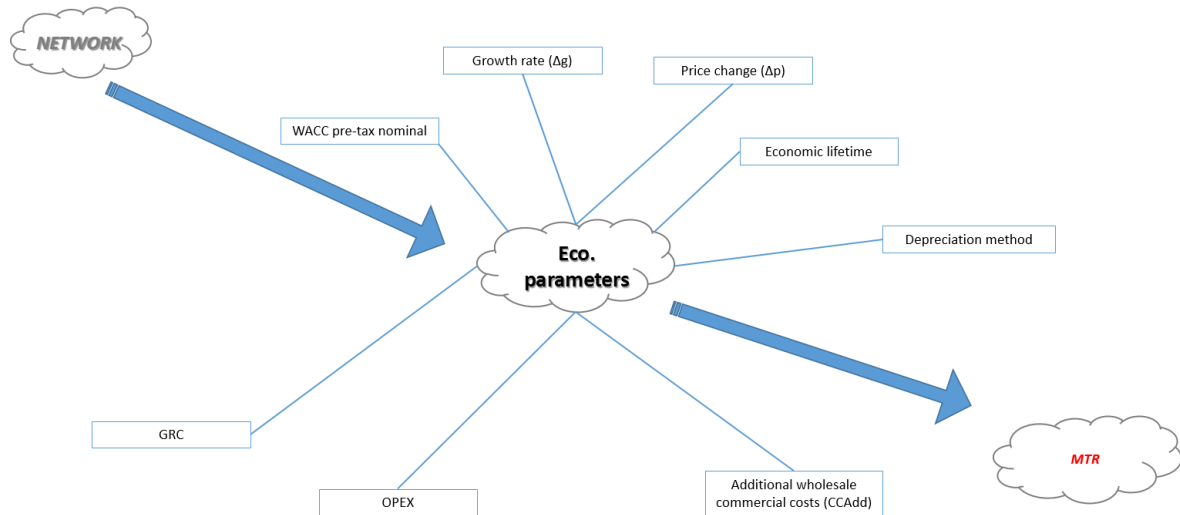 NETWORK
Growth rate (Δg)
Price change (Δp)
WACC pre-tax nominal
Economic lifetime
Eco.
parameters
Depreciation method
GRC
MTR
OPEX
Additional wholesale
commercial costs (CCAdd)